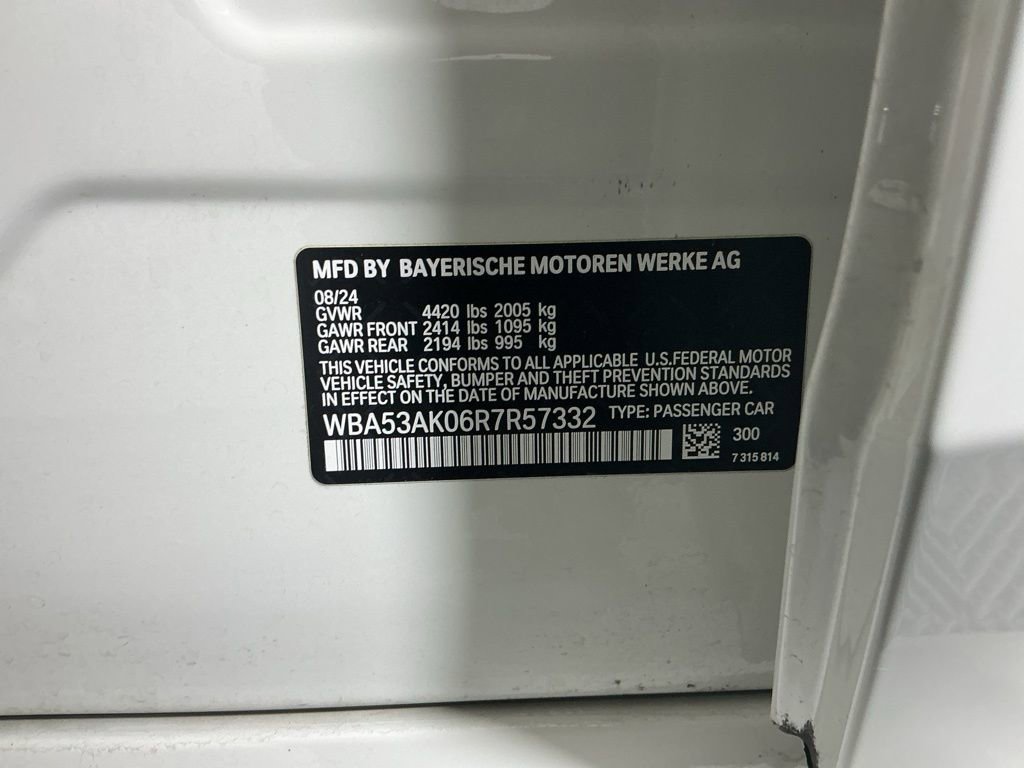 MFD BY BAYERISCHE MOTOREN WERKE AG
08/24
GVWR 4420 lbs 2005 kg
GAWR FRONT 2414 lbs 1095 kg
GAWR REAR 2194 lbs 995 kg
THIS VEHICLE CONFORMS TO ALL APPLICABLE U.S.FEDERAL MOTOR
VEHICLE SAFETY, BUMPER AND THEFT PREVENTION STANDARDS
IN EFFECT ON THE DATE OF MANUFACTURE SHOWN ABOVE.
WBA53AK06R7R57332 TYPE: PASSENGER CAR
300
7 315 814